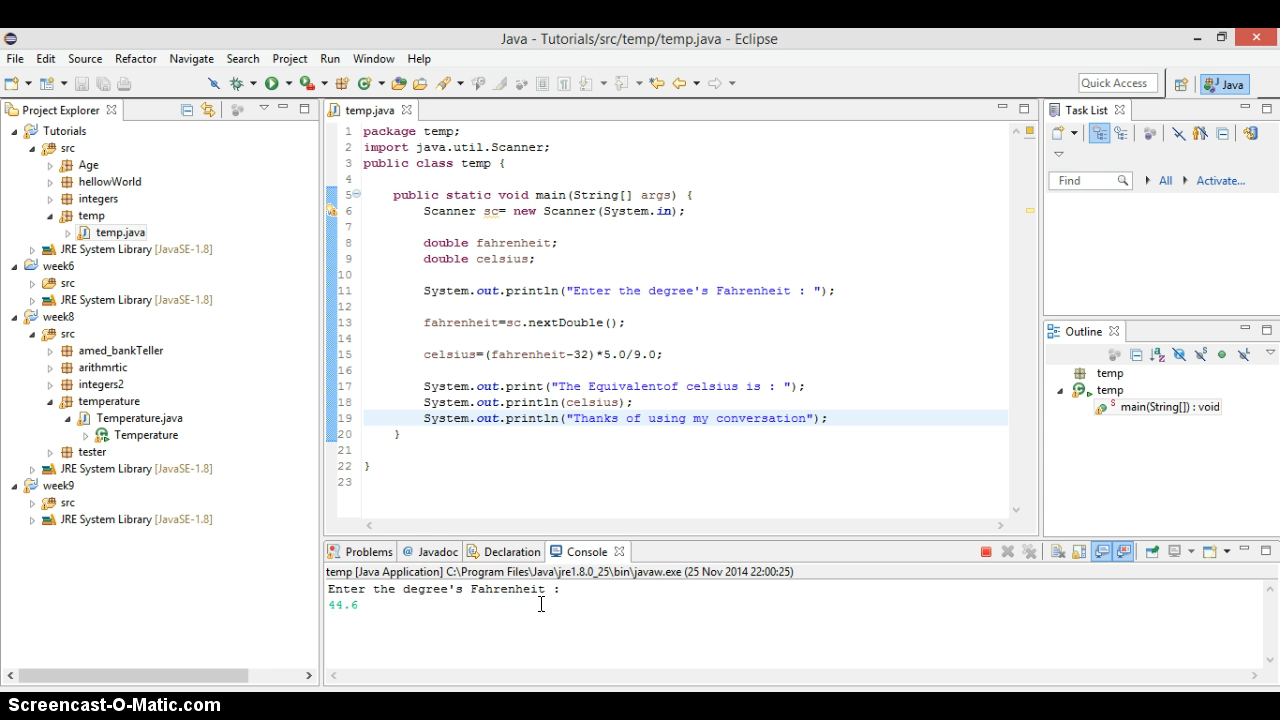 Java - Tutorials/src/temp/temp.java - Eclipse
File Edit Source Refactor Navigate Search Project Run Window Help
Quick Access Java
Project Explorer
Tutorials
src
Age
hellowWorld
integers
temp
temp.java
JRE System Library [JavaSE-1.8]
week6
src
JRE System Library [JavaSE-1.8]
week8
src
amed_bankTeller
arithmrtic
integers2
temperature
Temperature.java
Temperature
tester
JRE System Library [JavaSE-1.8]
week9
src
JRE System Library [JavaSE-1.8]
temp.java
1 package temp;
2 import java.util.Scanner;
3 public class temp {
4
5 public static void main(String[] args) {
6 Scanner sc= new Scanner(System.in);
7
8 double fahrenheit;
9 double celsius;
10
11 System.out.println("Enter the degree's Fahrenheit : ");
12
13 fahrenheit=sc.nextDouble();
14
15 celsius=(fahrenheit-32)*5.0/9.0;
16
17 System.out.print("The Equivalentof celsius is : ");
18 System.out.println(celsius);
19 System.out.println("Thanks of using my conversation");
20 }
21
22 }
23
Task List
Find All Activate...
Outline
temp
temp
main(String[]) : void
Problems @ Javadoc Declaration Console
temp [Java Application] C:\Program Files\Java\jre1.8.0_25\bin\javaw.exe (25 Nov 2014 22:00:25)
Enter the degree's Fahrenheit :
44.6
Screencast-O-Matic.com